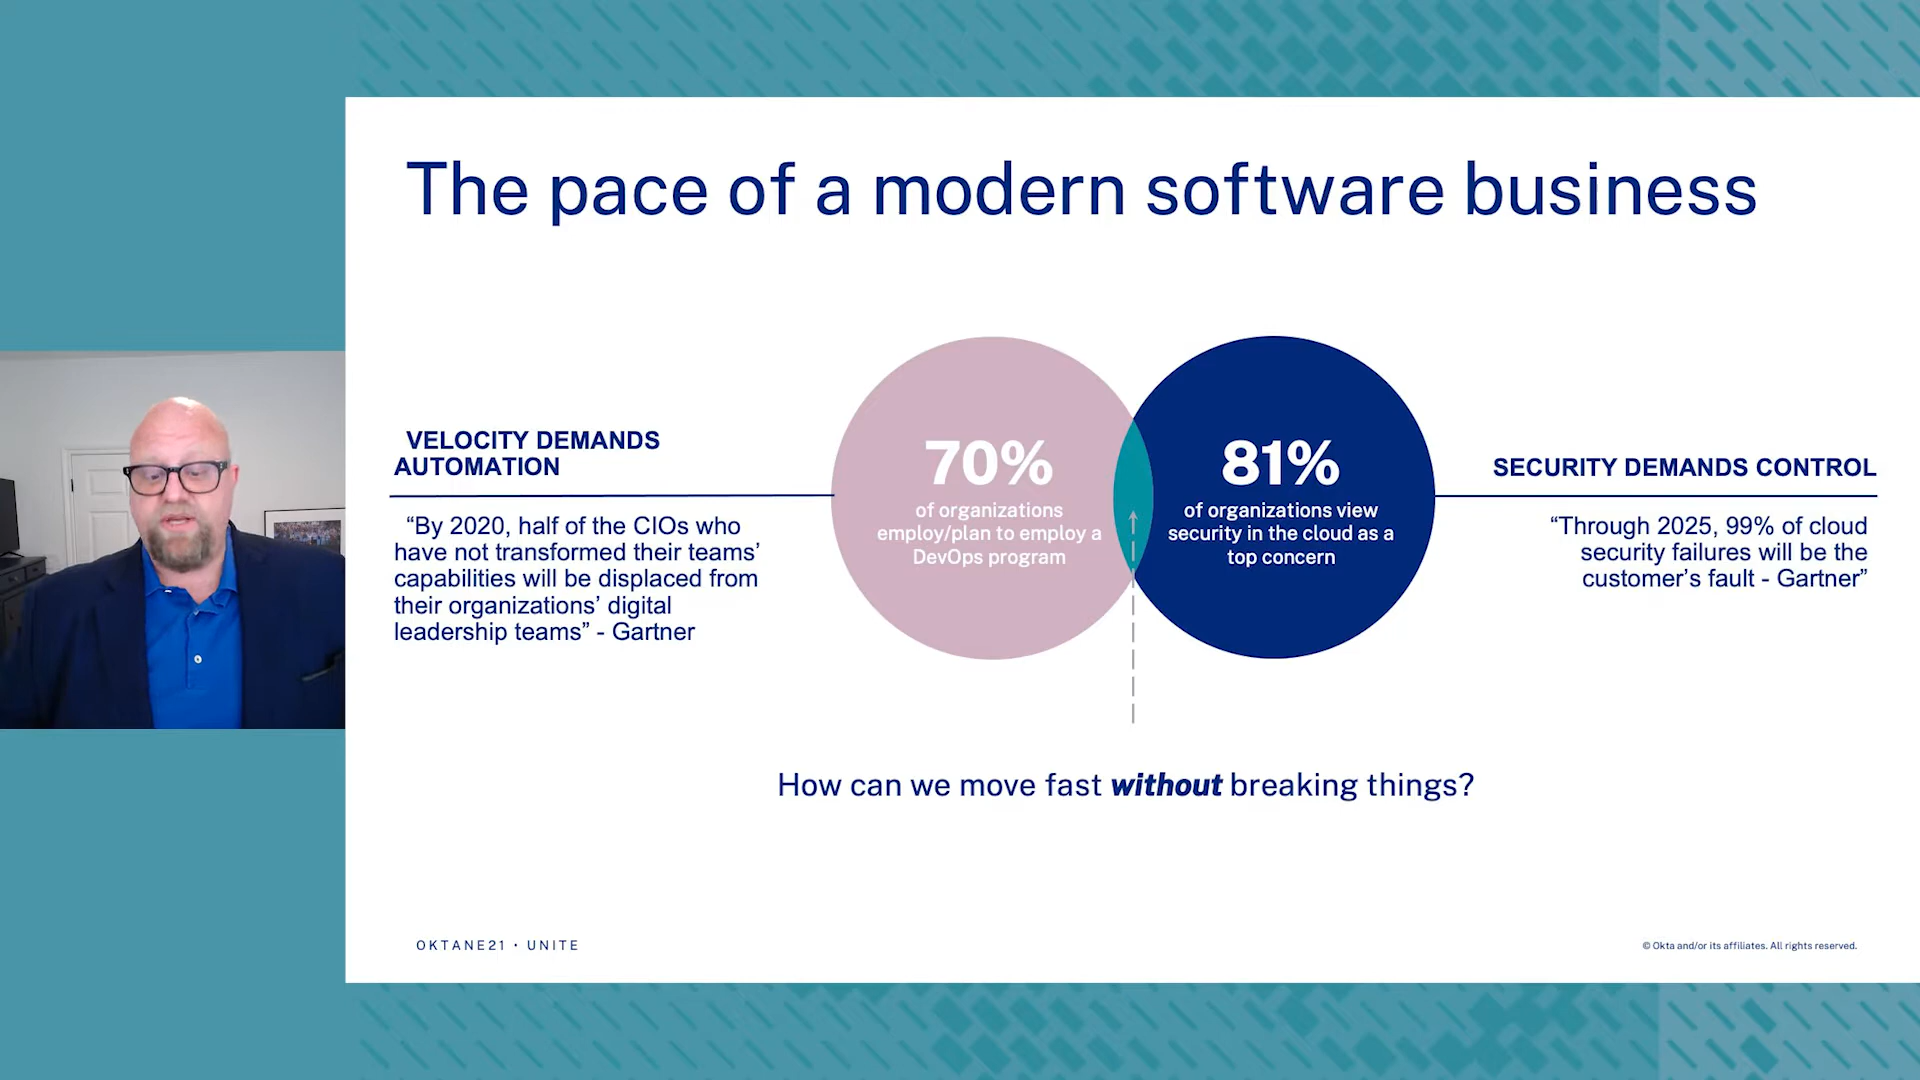 The pace of a modern software business
VELOCITY DEMANDS
AUTOMATION
“By 2020, half of the CIOs who
have not transformed their teams’
capabilities will be displaced from
their organizations’ digital
leadership teams” - Gartner
70%
of organizations
employ/plan to employ a
DevOps program
81%
of organizations view
security in the cloud as a
top concern
SECURITY DEMANDS CONTROL
“Through 2025, 99% of cloud
security failures will be the
customer’s fault - Gartner”
How can we move fast without breaking things?
OKTANE21 • UNITE
© Okta and/or its affiliates. All rights reserved.